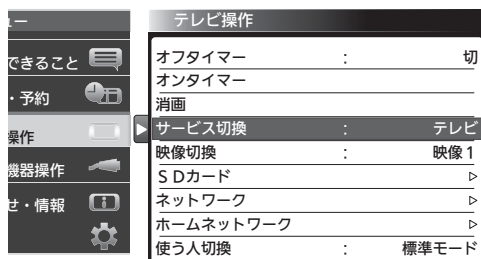 ュー
できること
・予約
操作
機器操作
せ・情報
テレビ操作
オフタイマー : 切
オンタイマー
消画
サービス切換 : テレビ
映像切換 : 映像1
SDカード
ネットワーク
ホームネットワーク
使う人切換 : 標準モード